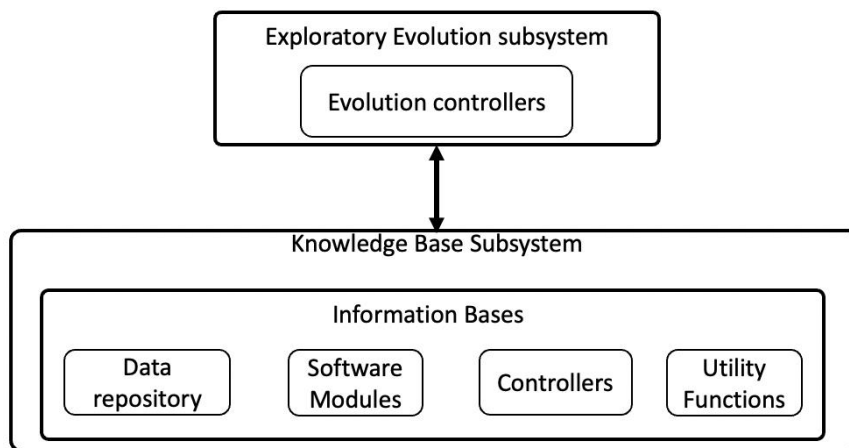 Exploratory Evolution subsystem
Evolution controllers
Knowledge Base Subsystem
Information Bases
Data
repository
Software
Modules
Controllers
Utility
Functions